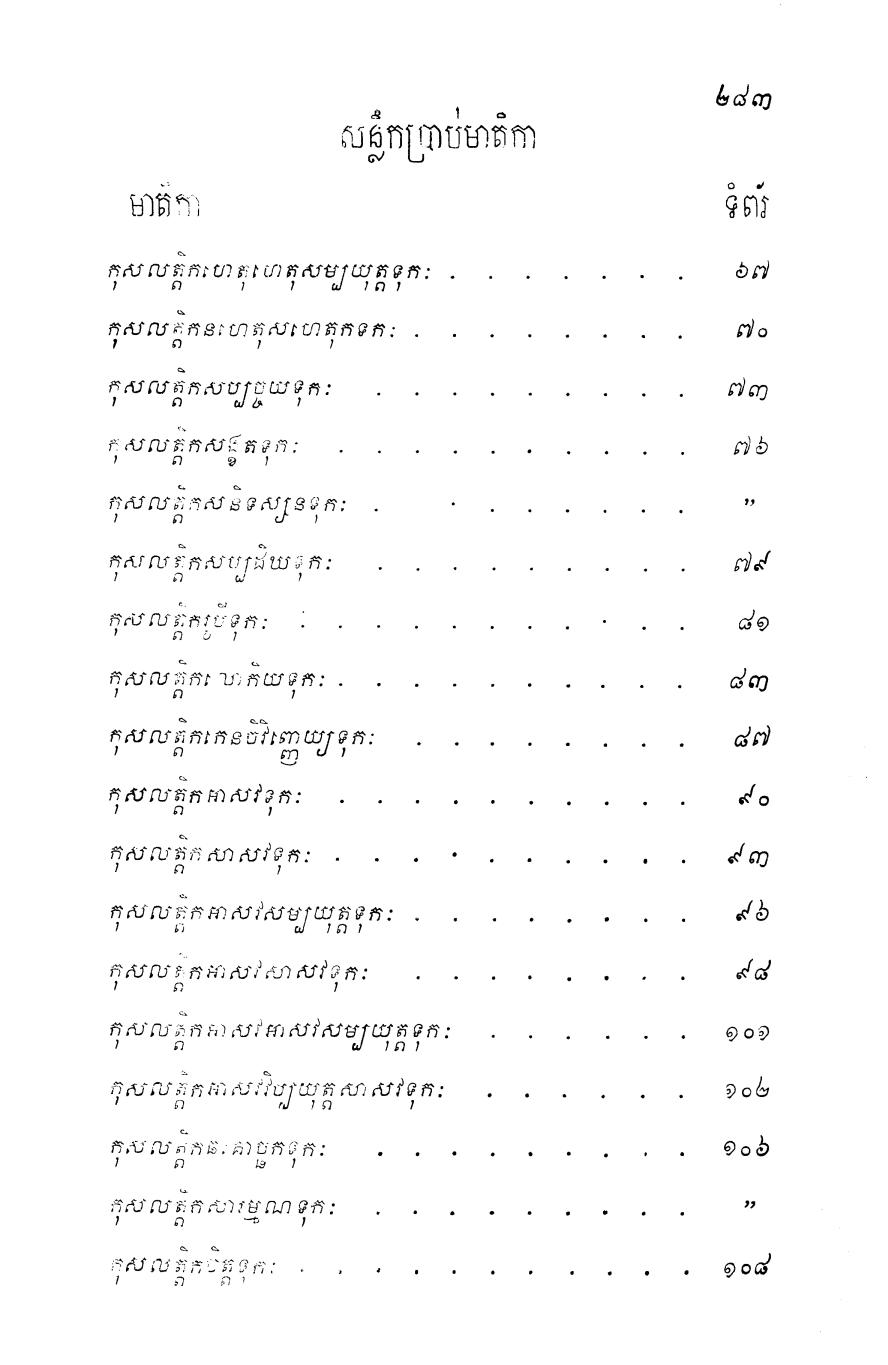 ២៨៣
សន្លឹកប្រាប់មាតិកា
មាតិកា ទំព័រ
កុសលត្តិកហេតុហេតុសម្បយុត្តទុកៈ . . . . . . . ៦៧
កុសលត្តិកនហេតុសហេតុកទកៈ . . . . . . . . ៧០
កុសលត្តិកសប្បច្ចយទុកៈ . . . . . . . . . ៧៣
កុសលត្តិកសង្ខតទុកៈ . . . . . . . . . . ៧៦
កុសលត្តិកសនិទស្សនទុកៈ . . . . . . . . ”
កុសលត្តិកសប្បដិឃទុកៈ . . . . . . . . . ៧៩
កុសលត្តិករូបីទុកៈ . . . . . . . . . . . ៨១
កុសលត្តិកលោកិយទុកៈ . . . . . . . . . . ៨៣
កុសលត្តិកកេនចិវិញ្ញេយ្យទុកៈ . . . . . . . . ៨៧
កុសលត្តិកអាសវទុកៈ . . . . . . . . . . ៩០
កុសលត្តិកសាសវទុកៈ . . . . . . . . . . ៩៣
កុសលត្តិកអាសវសម្បយុត្តទុកៈ . . . . . . . . ៩៦
កុសលត្តិកអាសវសាសវទុកៈ . . . . . . . . ៩៨
កុសលត្តិកអាសវអាសវសម្បយុត្តទុកៈ . . . . . . ១០១
កុសលត្តិកអាសវវិប្បយុត្តសាសវទុកៈ . . . . . . ១០២
កុសលត្តិកឆគោច្ឆកទុកៈ . . . . . . . . . ១០៦
កុសលត្តិកសារម្មណទុកៈ . . . . . . . . . ”
កុសលត្តិកចិត្តទុកៈ . . . . . . . . . . . ១០៨